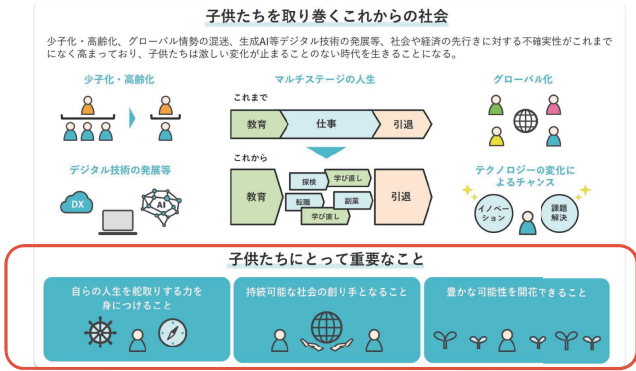 子供たちを取り巻くこれからの社会
少子化・高齢化、グローバル情勢の混迷、生成AI等デジタル技術の発展等、社会や経済の先行きに対する不確実性がこれまで
になく高まっており、子供たちは激しい変化が止まることのない時代を生きることになる。
少子化・高齢化
マルチステージの人生
グローバル化
これまで
教育
仕事
引退
これから
教育
探検
学び直し
転職
副業
学び直し
引退
デジタル技術の発展等
DX
AI
テクノロジーの変化に
よるチャンス
イノベー
ション
課題
解決
子供たちにとって重要なこと
自らの人生を舵取りする力を
身につけること
持続可能な社会の創り手となること
豊かな可能性を開花できること